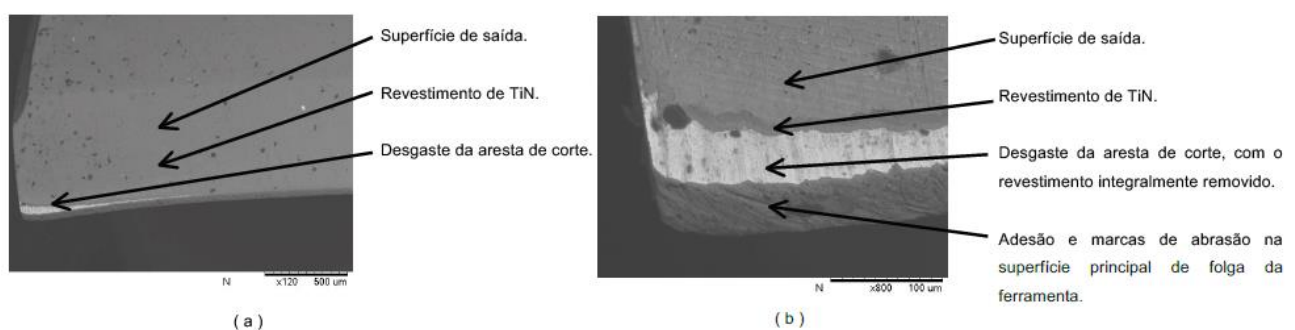 Superfície de saída.
Revestimento de TiN.
Desgaste da aresta de corte.
N x120 500 um
( a )
Superfície de saída.
Revestimento de TiN.
Desgaste da aresta de corte, com o
revestimento integralmente removido.
Adesão e marcas de abrasão na
superfície principal de folga da
ferramenta.
N x800 100 um
( b )